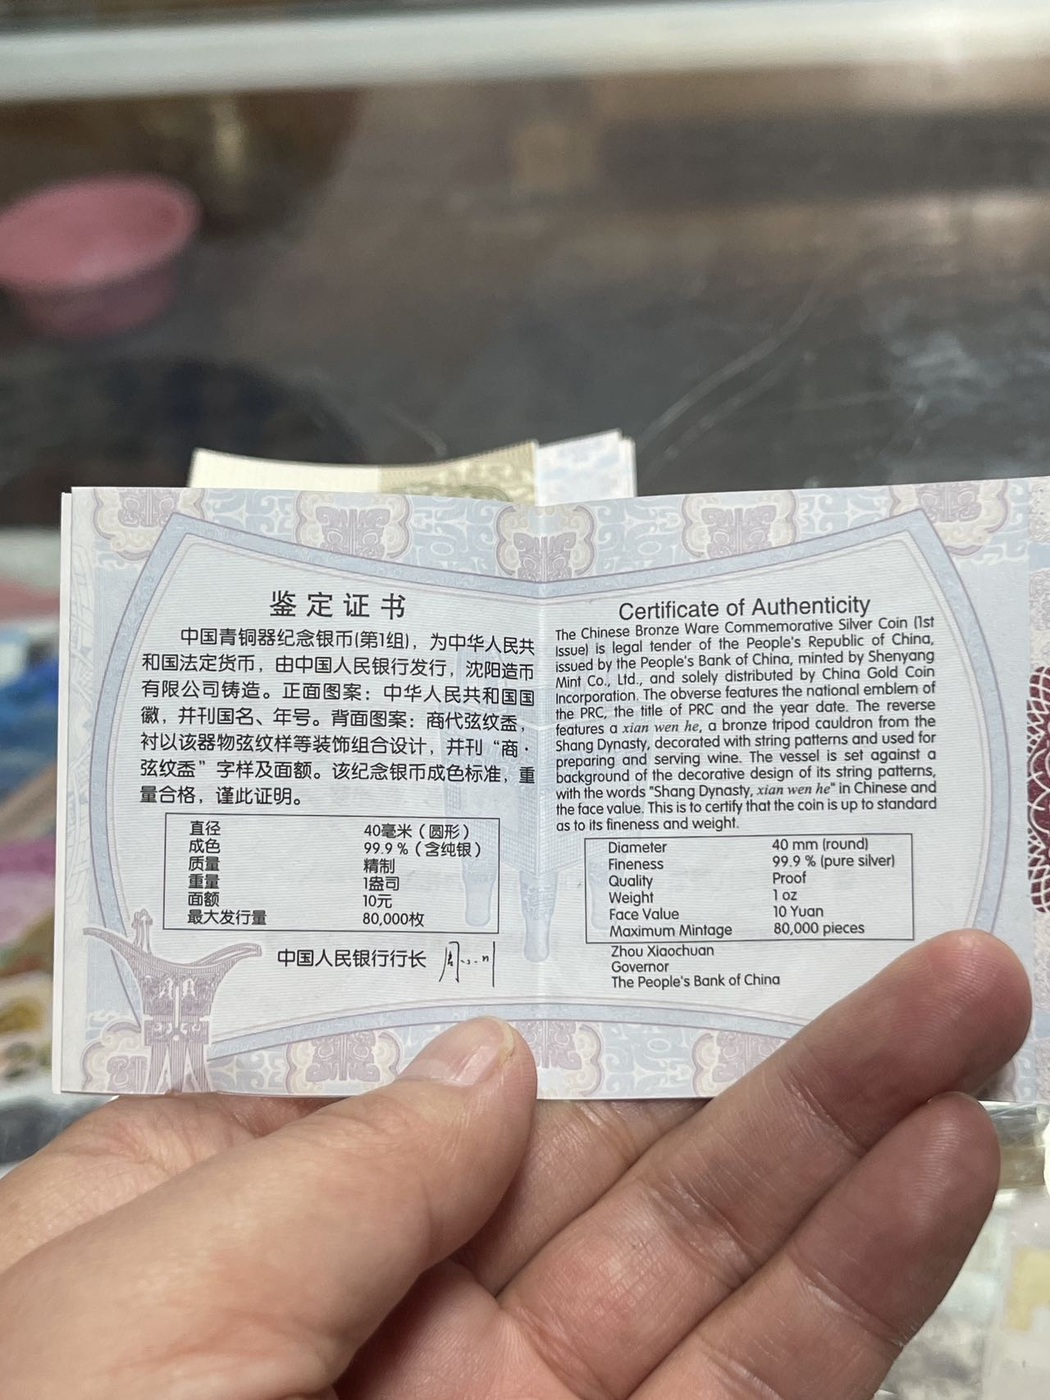 鉴定证书
中国青铜器纪念银币(第1组)，为中华人民共
和国法定货币，由中国人民银行发行，沈阳造币
有限公司铸造。正面图案：中华人民共和国国
徽，并刊国名、年号。背面图案：商代弦纹盉，
衬以该器物弦纹样等装饰组合设计，并刊“商·
弦纹盉”字样及面额。该纪念银币成色标准，重
量合格，谨此证明。
直径 40毫米（圆形）
成色 99.9％（含纯银）
质量 精制
重量 1盎司
面额 10元
最大发行量 80,000枚
中国人民银行行长
Certificate of Authenticity
The Chinese Bronze Ware Commemorative Silver Coin (1st
Issue) is legal tender of the People's Republic of China,
issued by the People's Bank of China, minted by Shenyang
Mint Co., Ltd., and solely distributed by China Gold Coin
Incorporation. The obverse features the national emblem of
the PRC, the title of PRC and the year date. The reverse
features a xian wen he, a bronze tripod cauldron from the
Shang Dynasty, decorated with string patterns and used for
preparing and serving wine. The vessel is set against a
background of the decorative design of its string patterns,
with the words "Shang Dynasty, xian wen he" in Chinese and
the face value. This is to certify that the coin is up to standard
as to its fineness and weight.
Diameter 40 mm (round)
Fineness 99.9 % (pure silver)
Quality Proof
Weight 1 oz
Face Value 10 Yuan
Maximum Mintage 80,000 pieces
Zhou Xiaochuan
Governor
The People's Bank of China